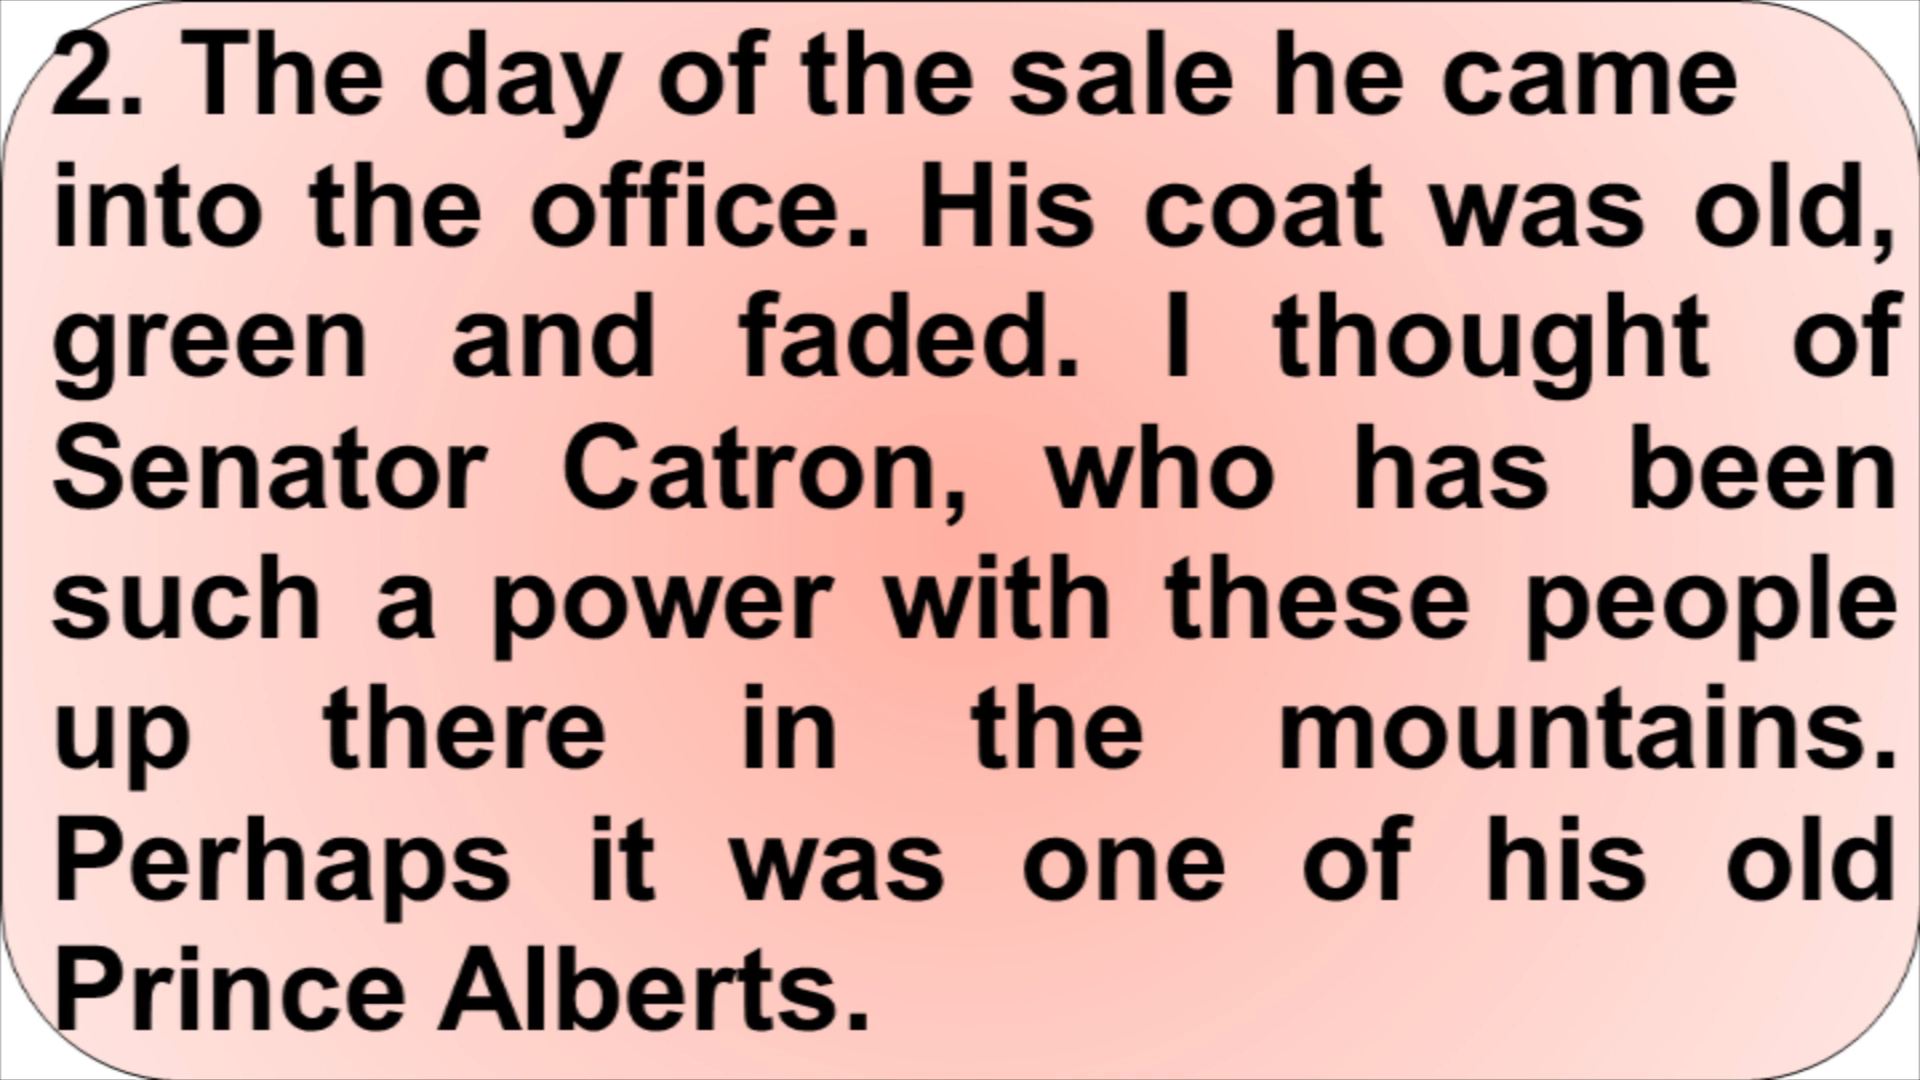 2. The day of the sale he came
into the office. His coat was old,
green and faded. I thought of
Senator Catron, who has been
such a power with these people
up there in the mountains.
Perhaps it was one of his old
Prince Alberts.